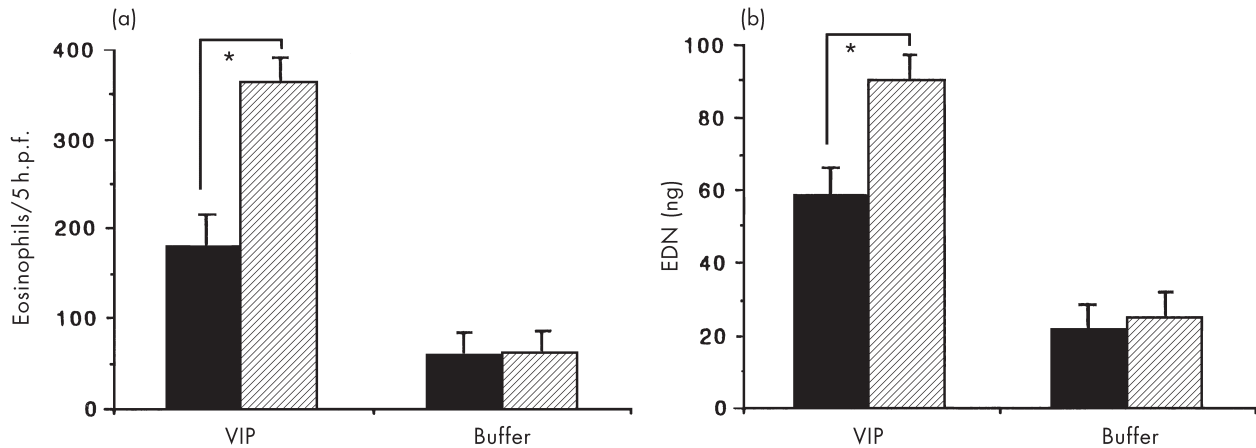 (a)
400
300
200
100
0
Eosinophils/5 h.p.f.
*
VIP
Buffer
(b)
100
80
60
40
20
0
EDN (ng)
*
VIP
Buffer